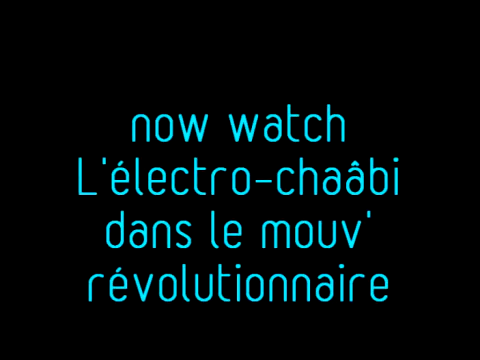 now watch
L'électro-chaâbi
dans le mouv'
révolutionnaire